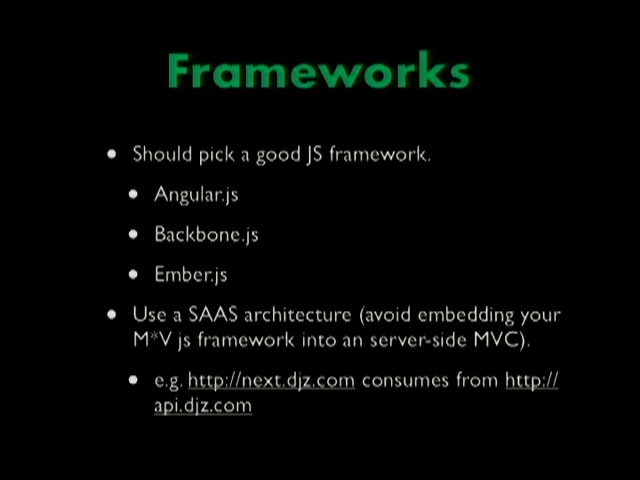 Frameworks
Should pick a good JS framework.
Angular.js
Backbone.js
Ember.js
Use a SAAS architecture (avoid embedding your
M*V js framework into an server-side MVC).
e.g. http://next.djz.com consumes from http://
api.djz.com